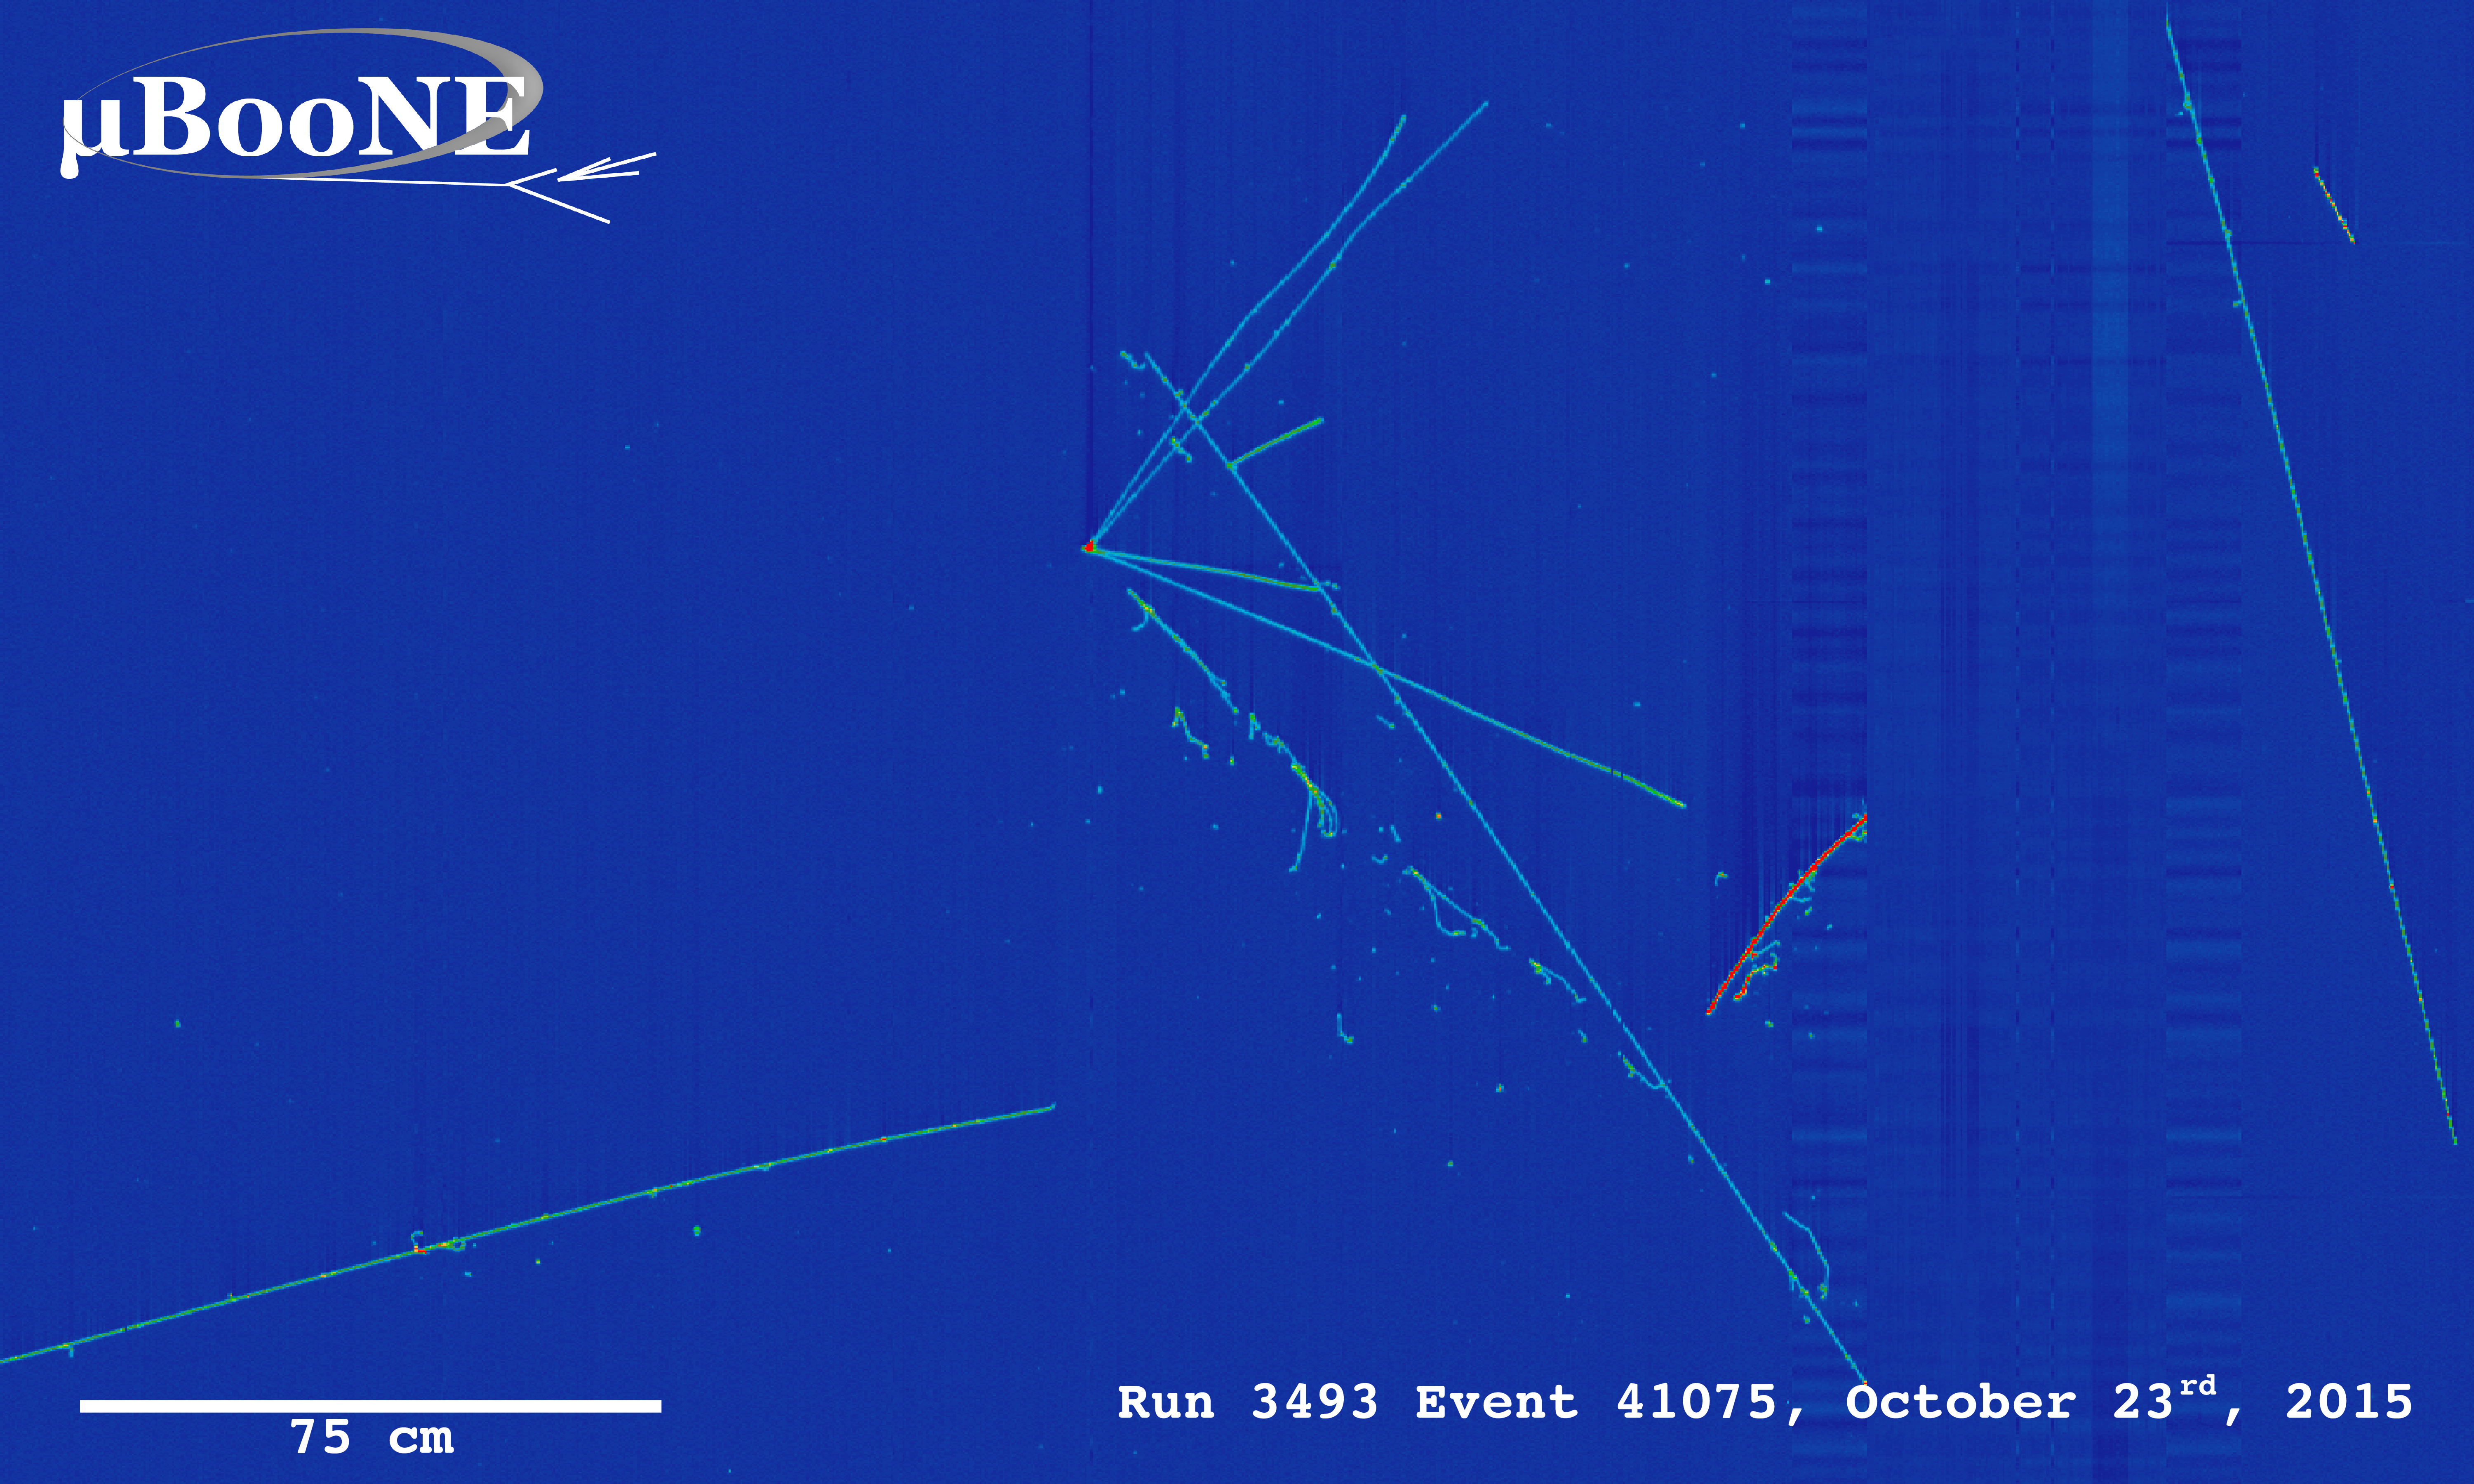 µBooNE
Run 3493 Event 41075, October 23rd, 2015
75 cm